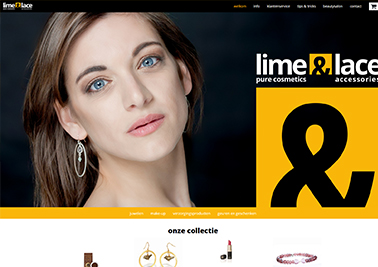 lime&lace
welkom info klantenservice tips & tricks beautysalon contact
lime&lace
pure cosmetics accessories
&
juwelen make-up verzorgingsproducten geuren en geschenken
onze collectie